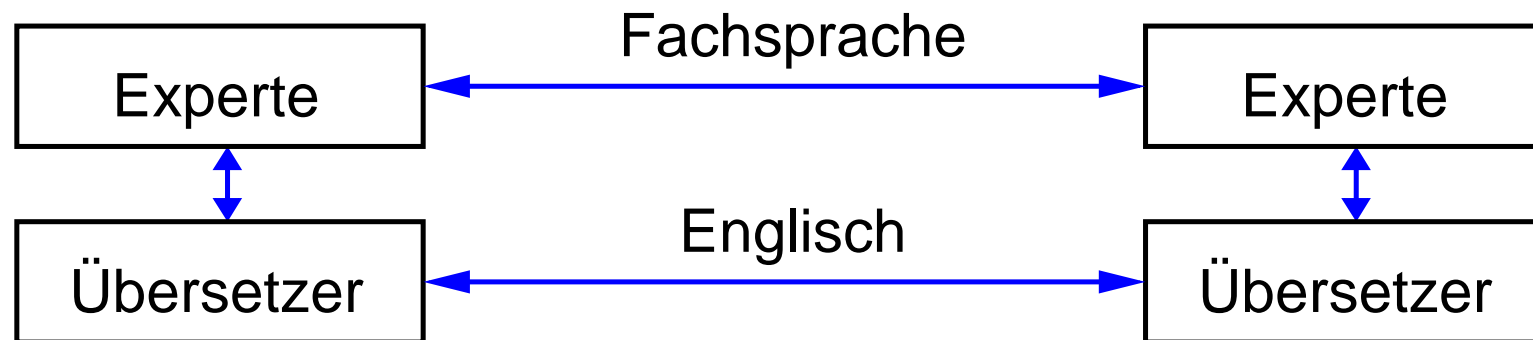 Fachsprache
Experte
Experte
Englisch
Übersetzer
Übersetzer